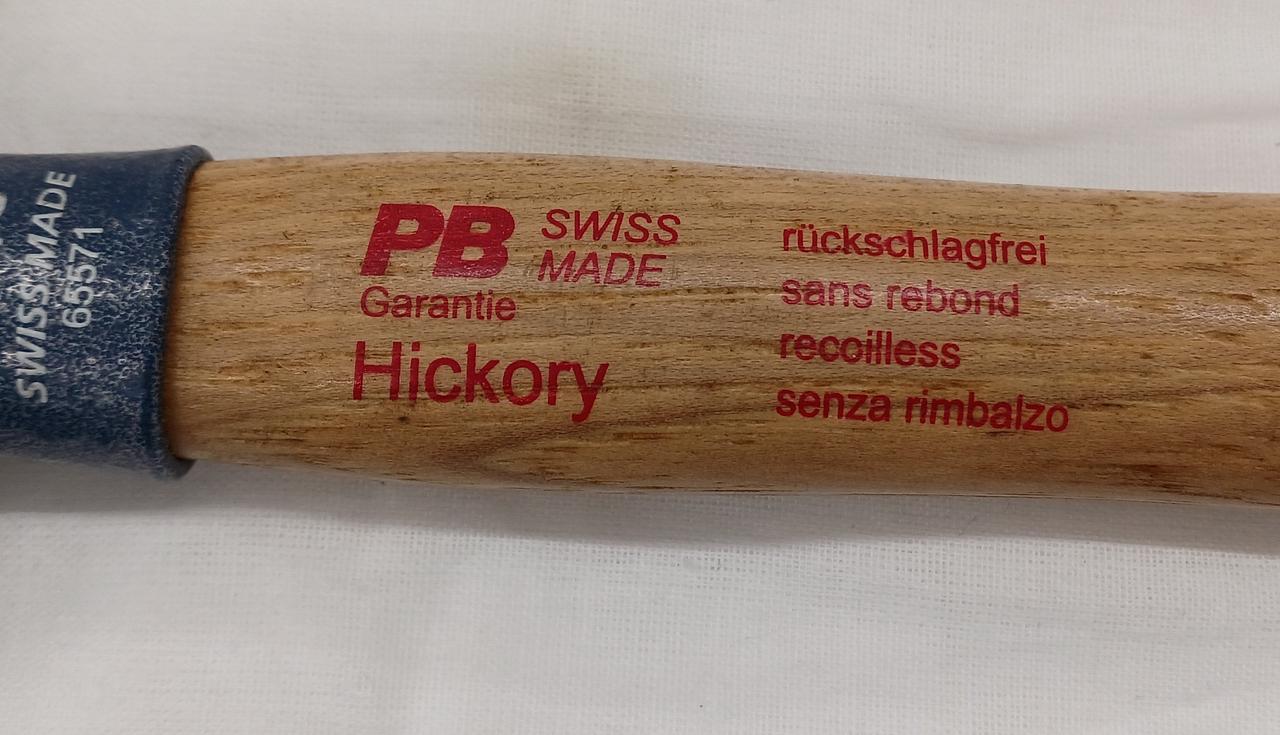 SWISS MADE
65571
PB SWISS
MADE
Garantie
Hickory
rückschlagfrei
sans rebond
recoilless
senza rimbalzo